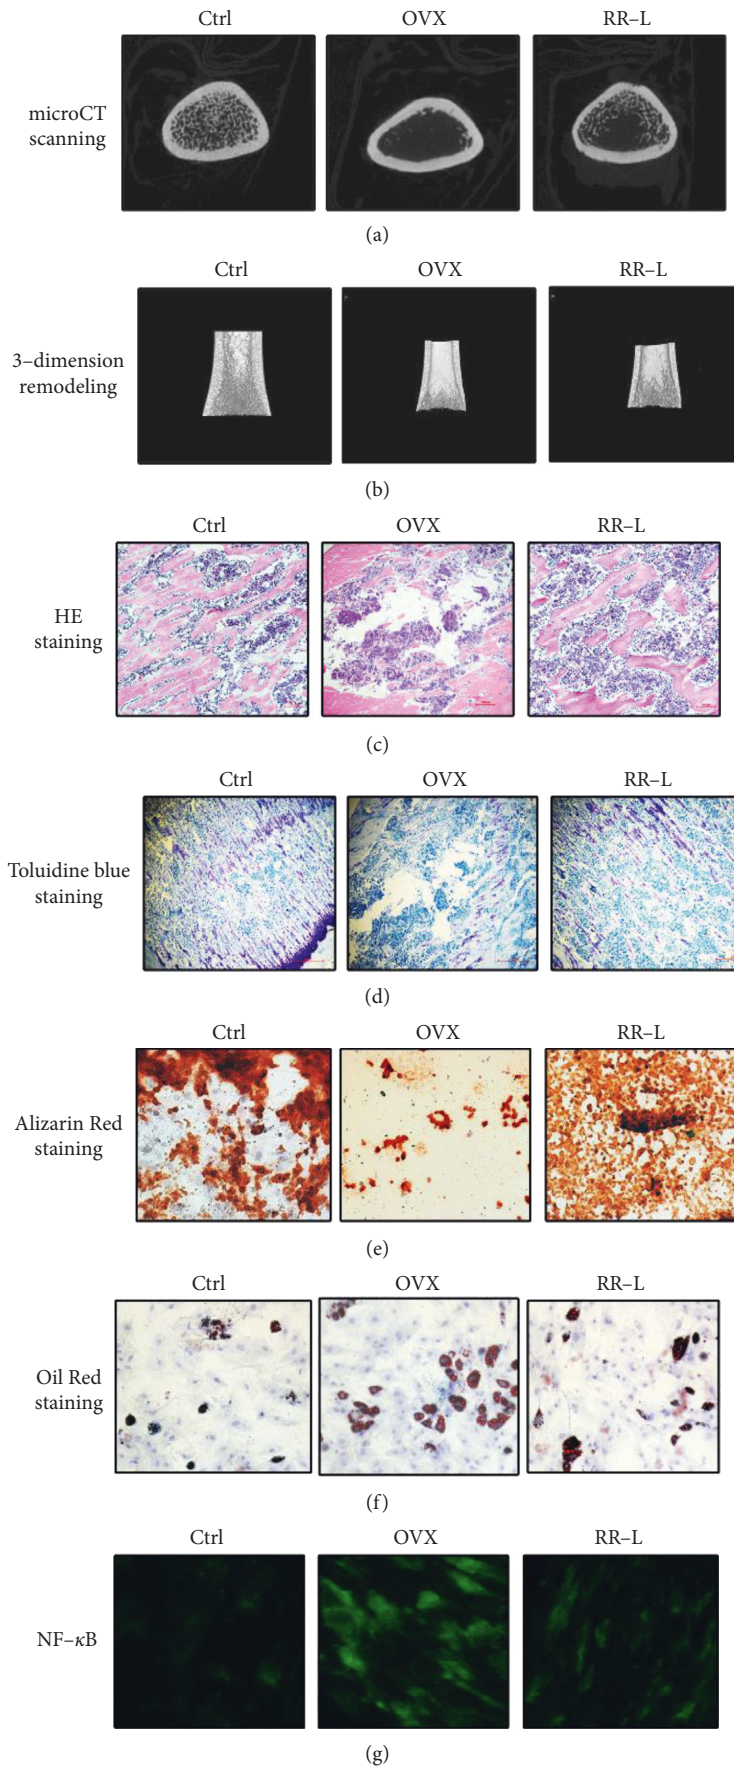 Ctrl OVX RR–L
microCT
scanning
(a)
Ctrl OVX RR–L
3–dimension
remodeling
(b)
Ctrl OVX RR–L
HE
staining
(c)
Ctrl OVX RR–L
Toluidine blue
staining
(d)
Ctrl OVX RR–L
Alizarin Red
staining
(e)
Ctrl OVX RR–L
Oil Red
staining
(f)
Ctrl OVX RR–L
NF–κB
(g)